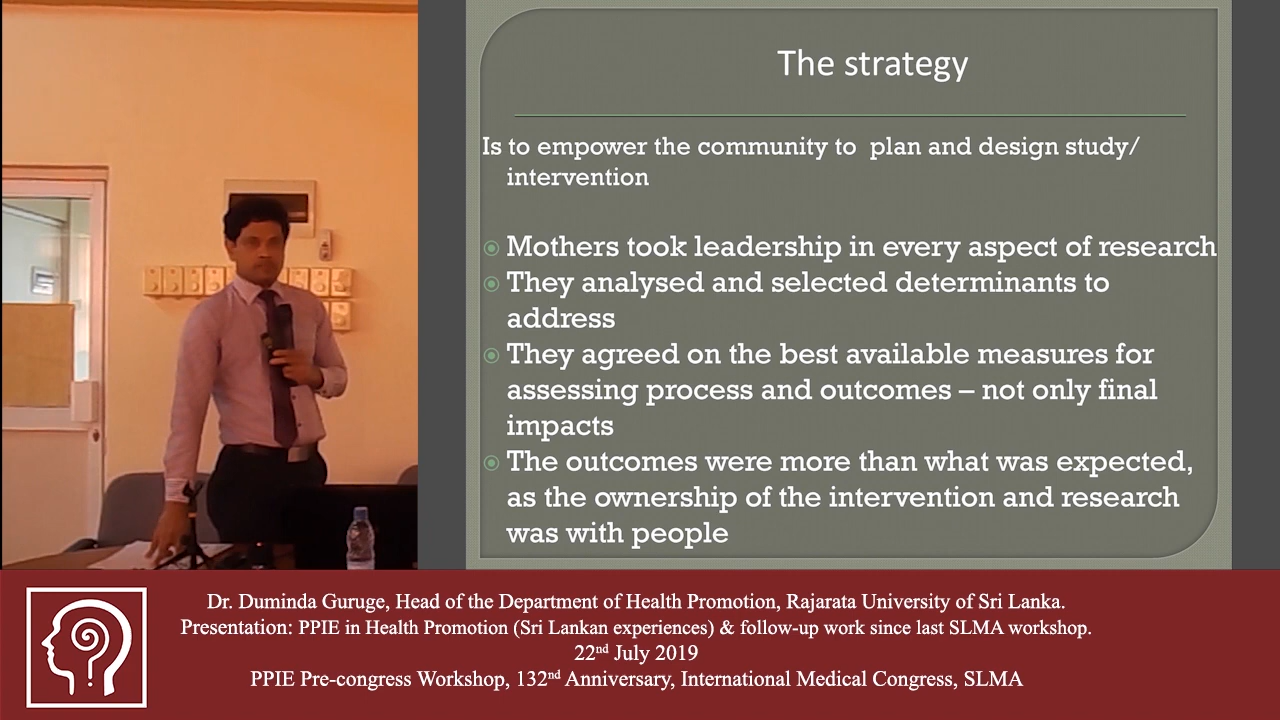 The strategy
Is to empower the community to plan and design study/
intervention
Mothers took leadership in every aspect of research
They analysed and selected determinants to
address
They agreed on the best available measures for
assessing process and outcomes – not only final
impacts
The outcomes were more than what was expected,
as the ownership of the intervention and research
was with people
Dr. Duminda Guruge, Head of the Department of Health Promotion, Rajarata University of Sri Lanka.
Presentation: PPIE in Health Promotion (Sri Lankan experiences) & follow-up work since last SLMA workshop.
22nd July 2019
PPIE Pre-congress Workshop, 132nd Anniversary, International Medical Congress, SLMA